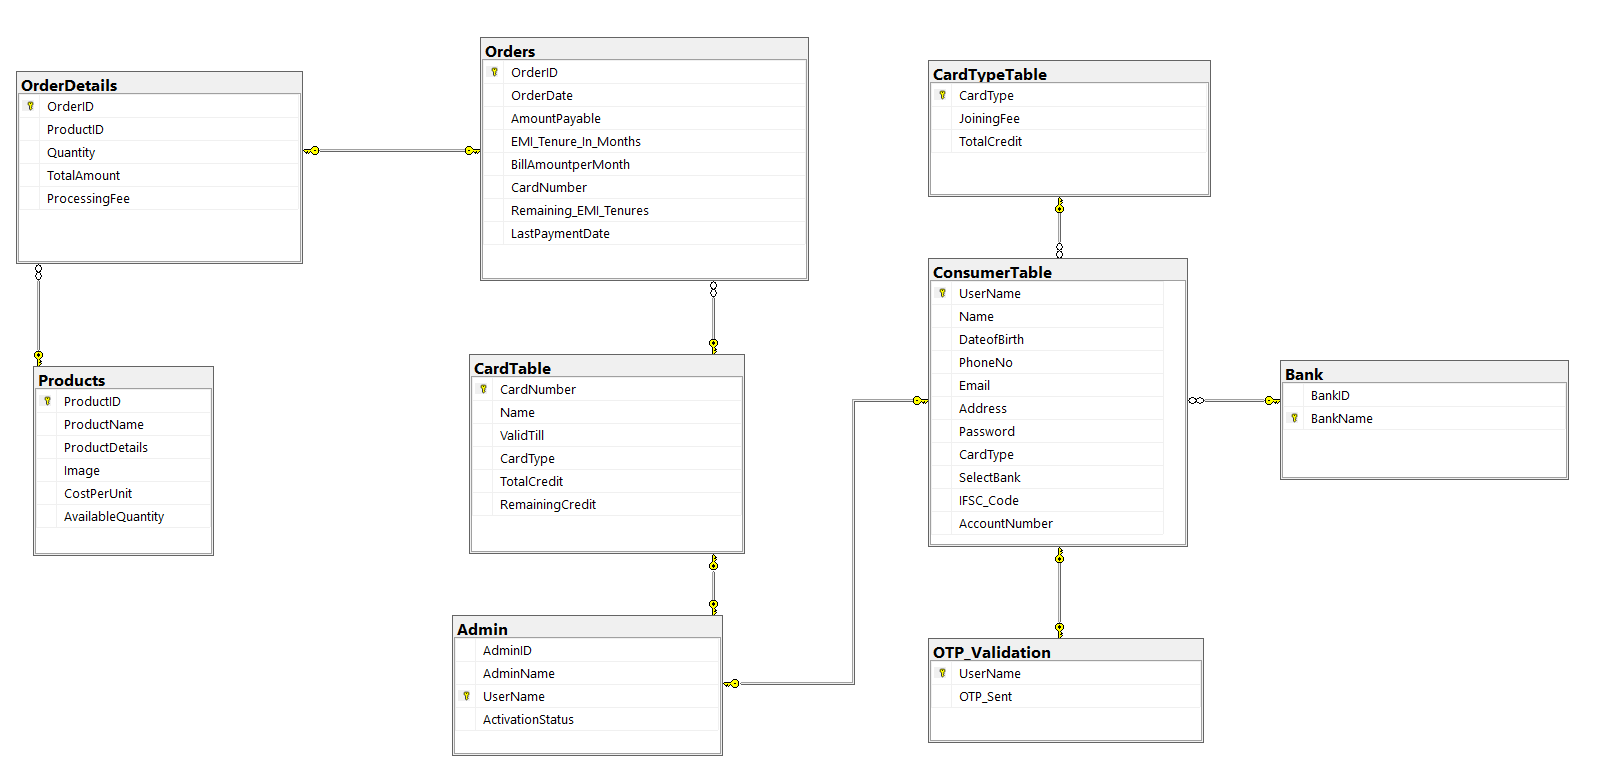 OrderDetails
OrderID
ProductID
Quantity
TotalAmount
ProcessingFee
Orders
OrderID
OrderDate
AmountPayable
EMI_Tenure_In_Months
BillAmountperMonth
CardNumber
Remaining_EMI_Tenures
LastPaymentDate
CardTypeTable
CardType
JoiningFee
TotalCredit
Products
ProductID
ProductName
ProductDetails
Image
CostPerUnit
AvailableQuantity
CardTable
CardNumber
Name
ValidTill
CardType
TotalCredit
RemainingCredit
ConsumerTable
UserName
Name
DateofBirth
PhoneNo
Email
Address
Password
CardType
SelectBank
IFSC_Code
AccountNumber
Bank
BankID
BankName
Admin
AdminID
AdminName
UserName
ActivationStatus
OTP_Validation
UserName
OTP_Sent